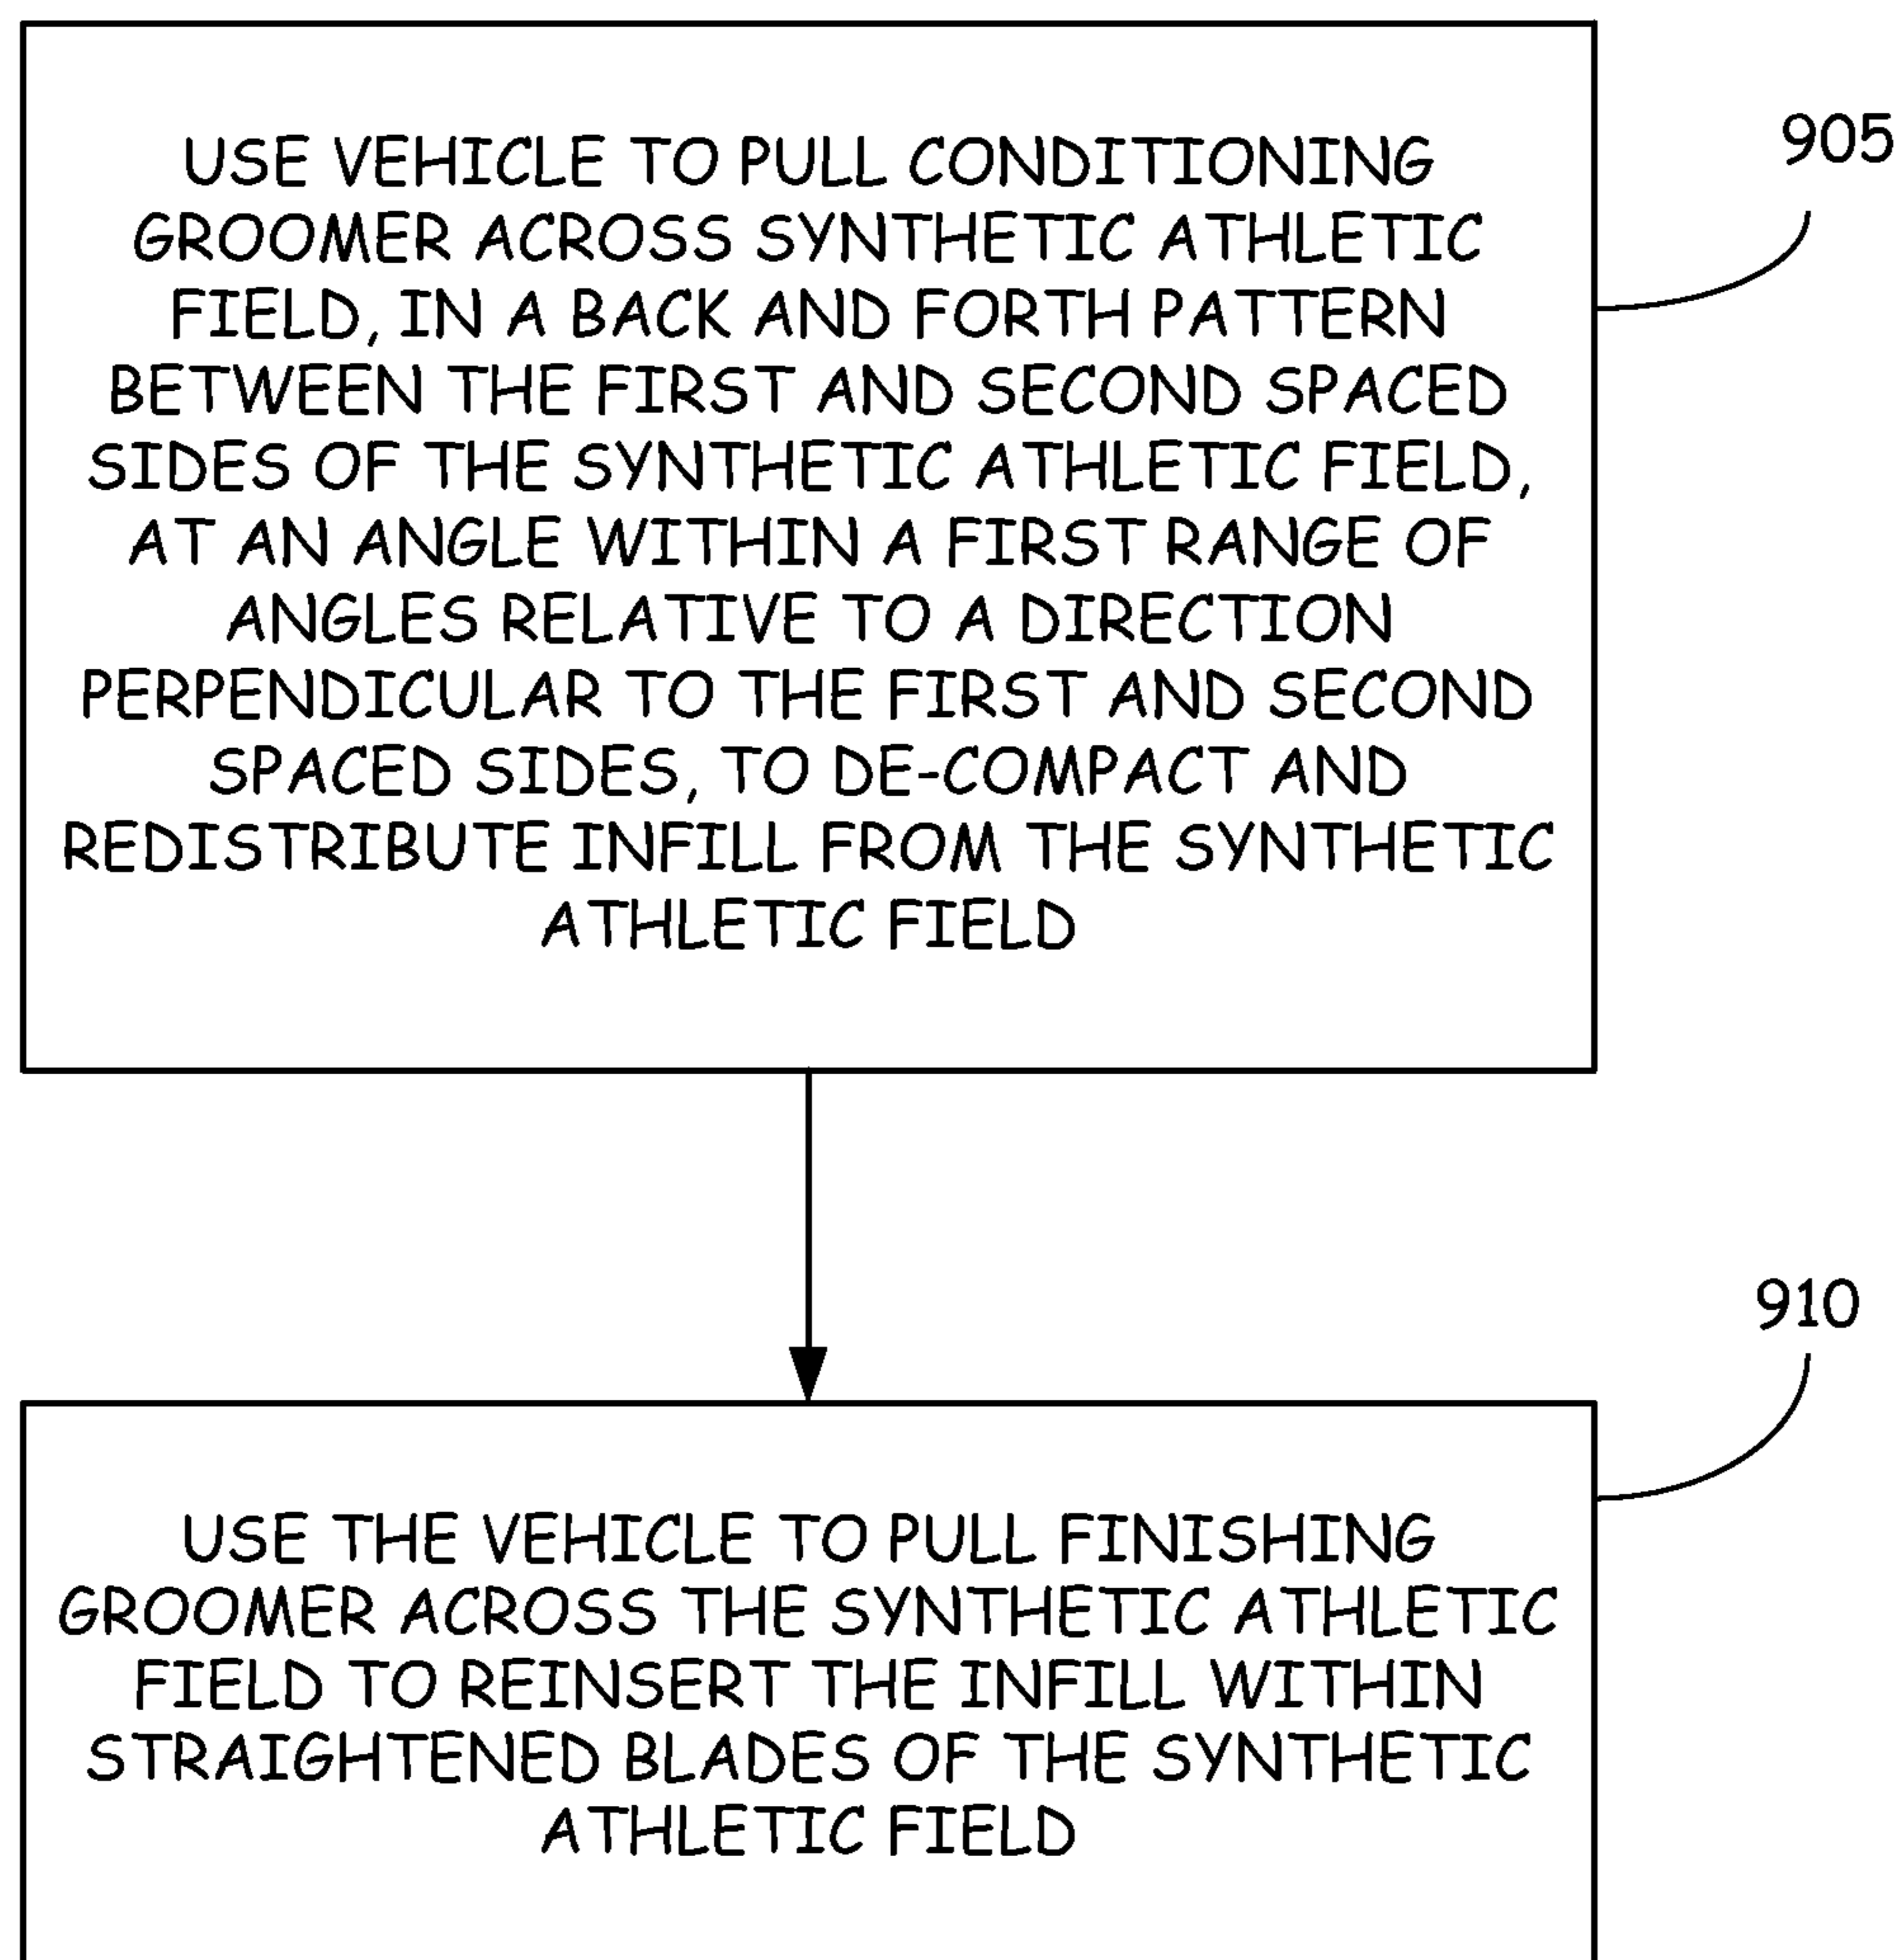 USE VEHICLE TO PULL CONDITIONING
GROOMER ACROSS SYNTHETIC ATHLETIC
FIELD, IN A BACK AND FORTH PATTERN
BETWEEN THE FIRST AND SECOND SPACED
SIDES OF THE SYNTHETIC ATHLETIC FIELD,
AT AN ANGLE WITHIN A FIRST RANGE OF
ANGLES RELATIVE TO A DIRECTION
PERPENDICULAR TO THE FIRST AND SECOND
SPACED SIDES, TO DE-COMPACT AND
REDISTRIBUTE INFILL FROM THE SYNTHETIC
ATHLETIC FIELD
905
USE THE VEHICLE TO PULL FINISHING
GROOMER ACROSS THE SYNTHETIC ATHLETIC
FIELD TO REINSERT THE INFILL WITHIN
STRAIGHTENED BLADES OF THE SYNTHETIC
ATHLETIC FIELD
910